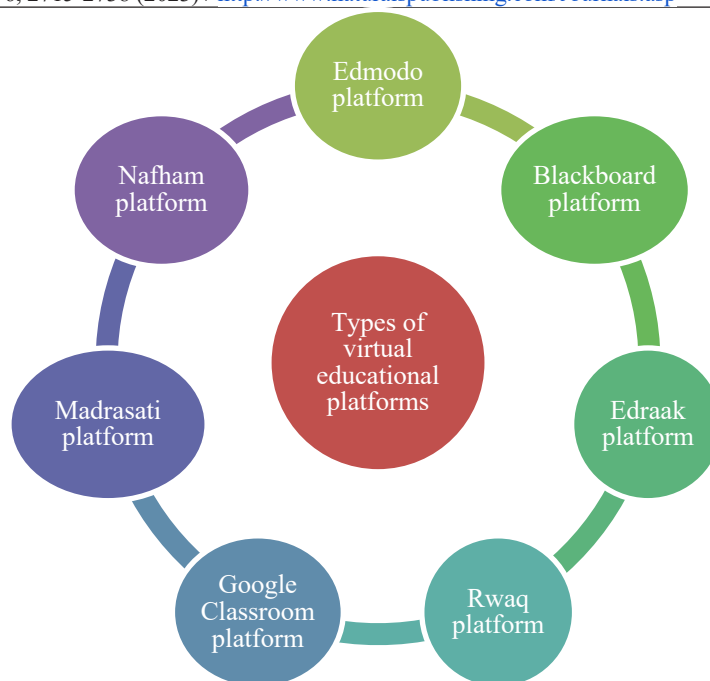 Edmodo
platform
Blackboard
platform
Edraak
platform
Rwaq
platform
Google
Classroom
platform
Madrasati
platform
Nafham
platform
Types of
virtual
educational
platforms